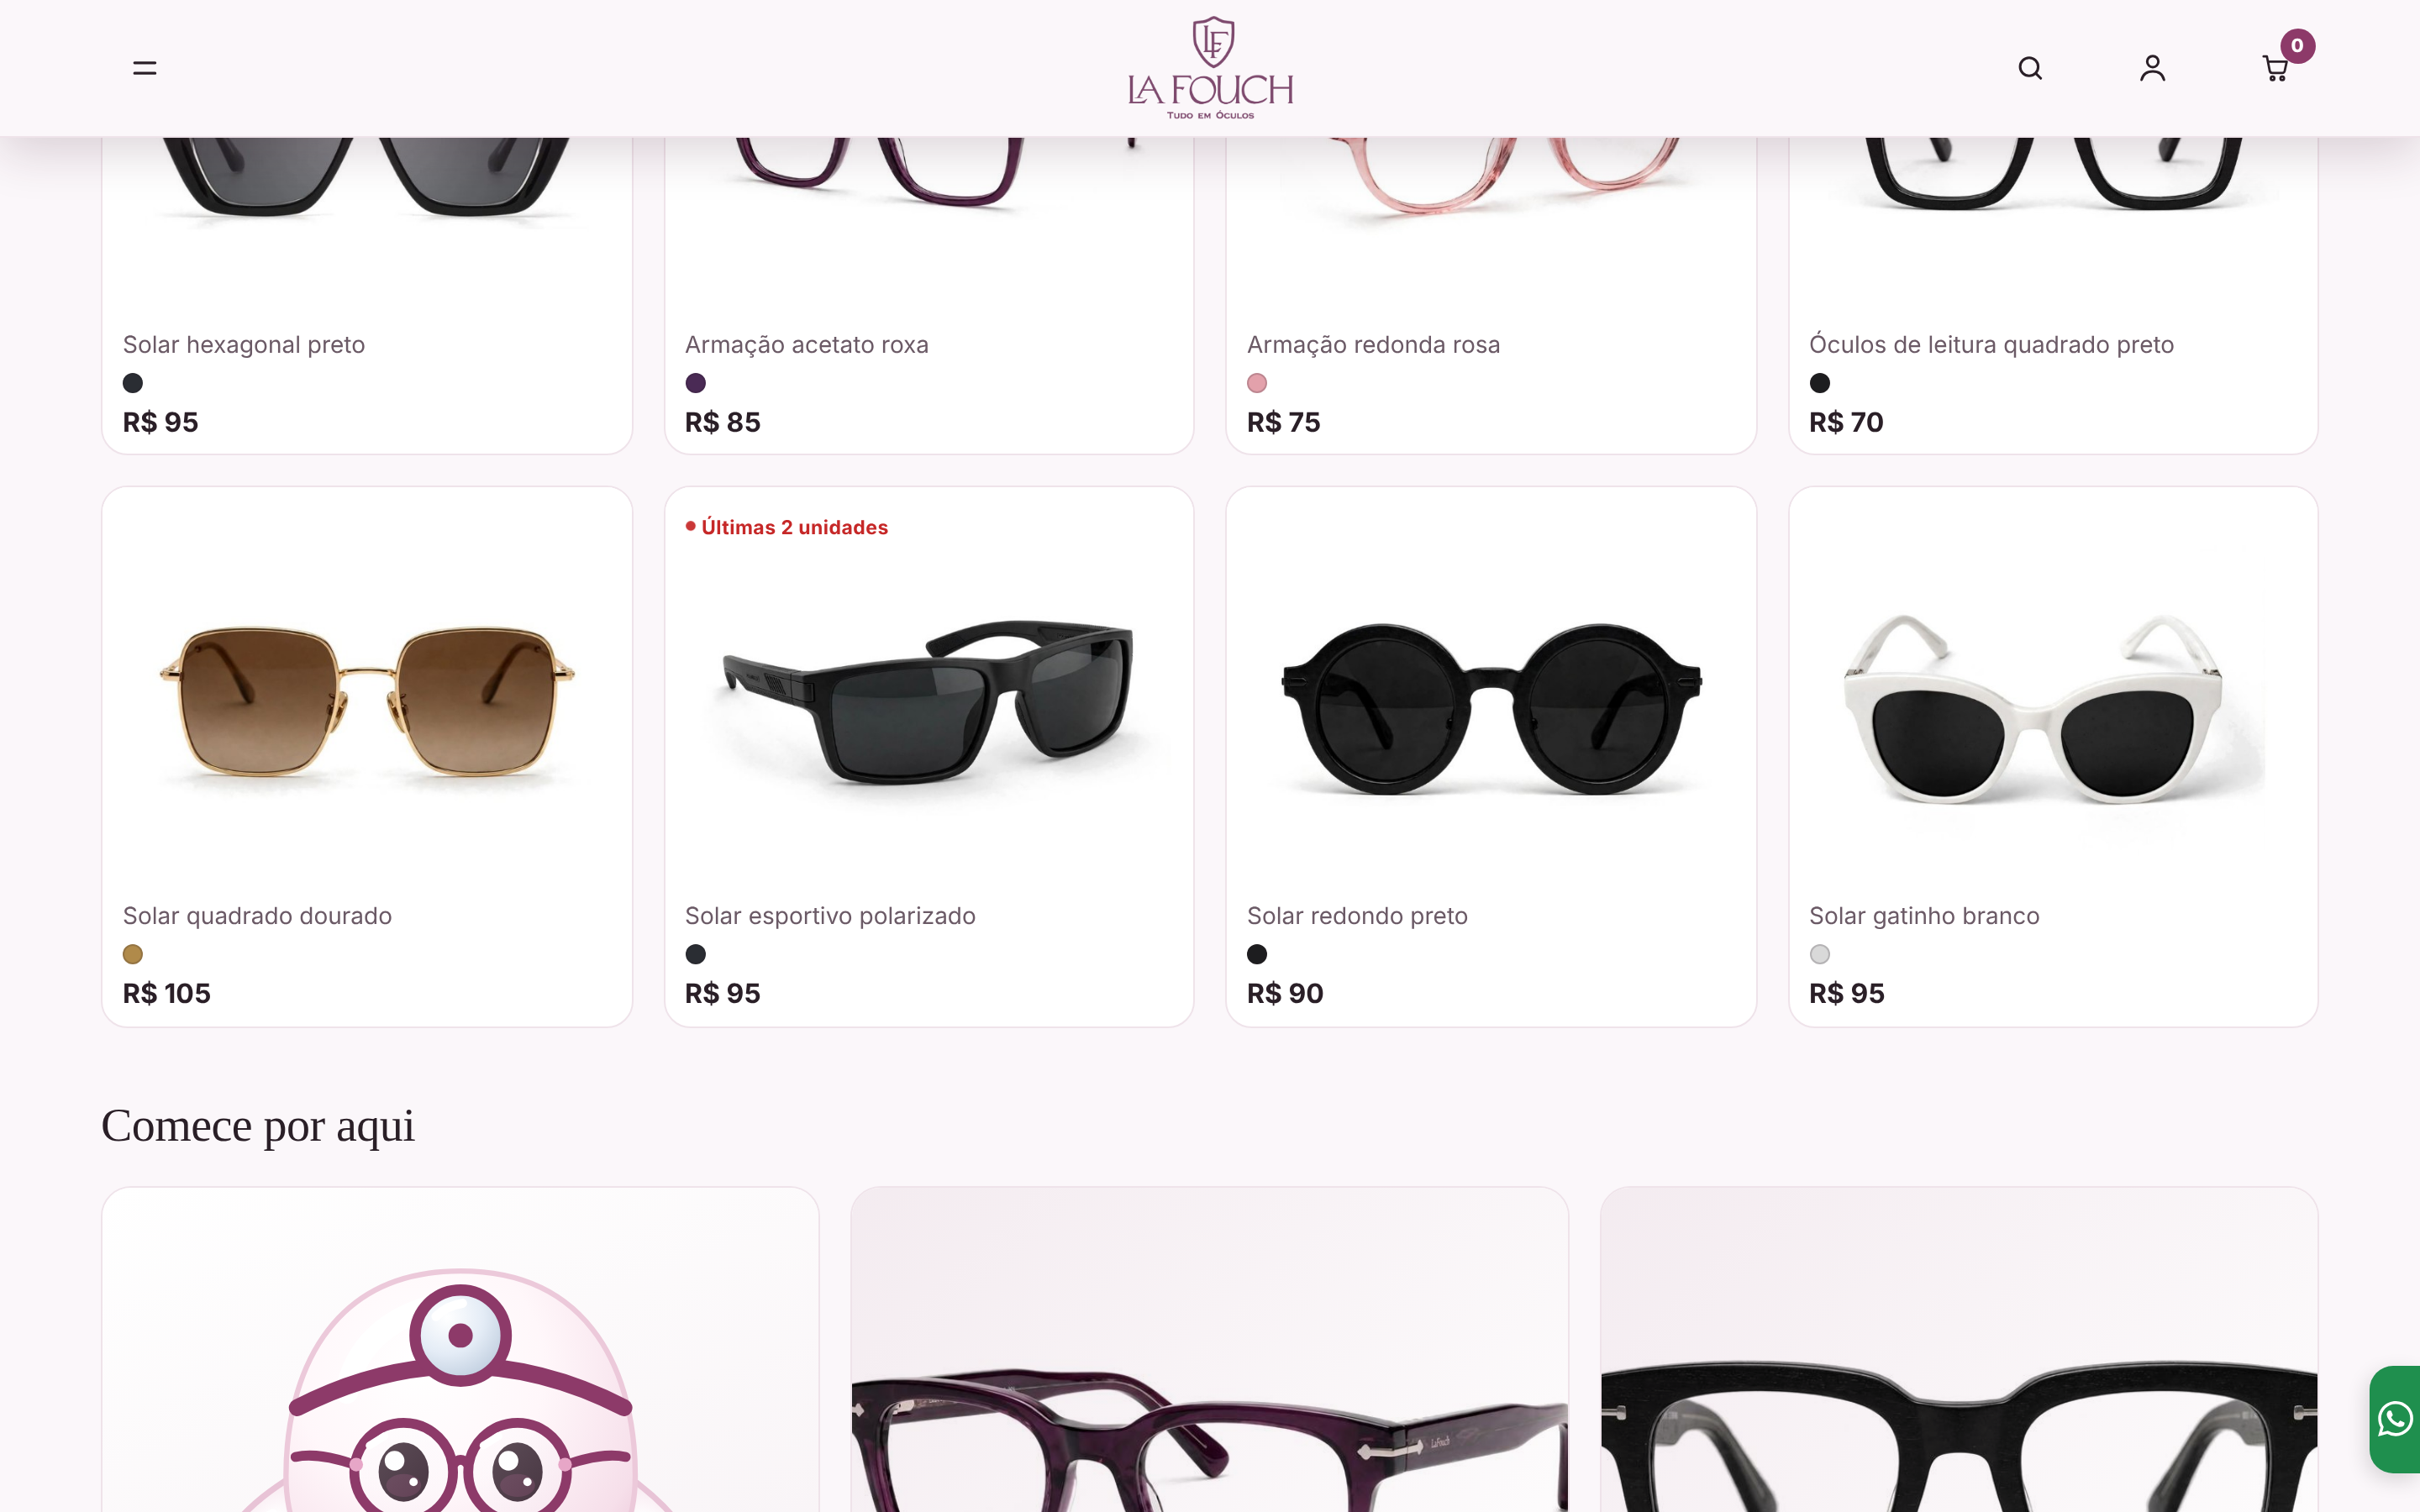 LF
LA FOUCH
TUDO EM ÓCULOS
0
Solar hexagonal preto
R$ 95
Armação acetato roxa
R$ 85
Armação redonda rosa
R$ 75
Óculos de leitura quadrado preto
R$ 70
Últimas 2 unidades
Solar quadrado dourado
R$ 105
Solar esportivo polarizado
R$ 95
Solar redondo preto
R$ 90
Solar gatinho branco
R$ 95
Comece por aqui
LaFouch